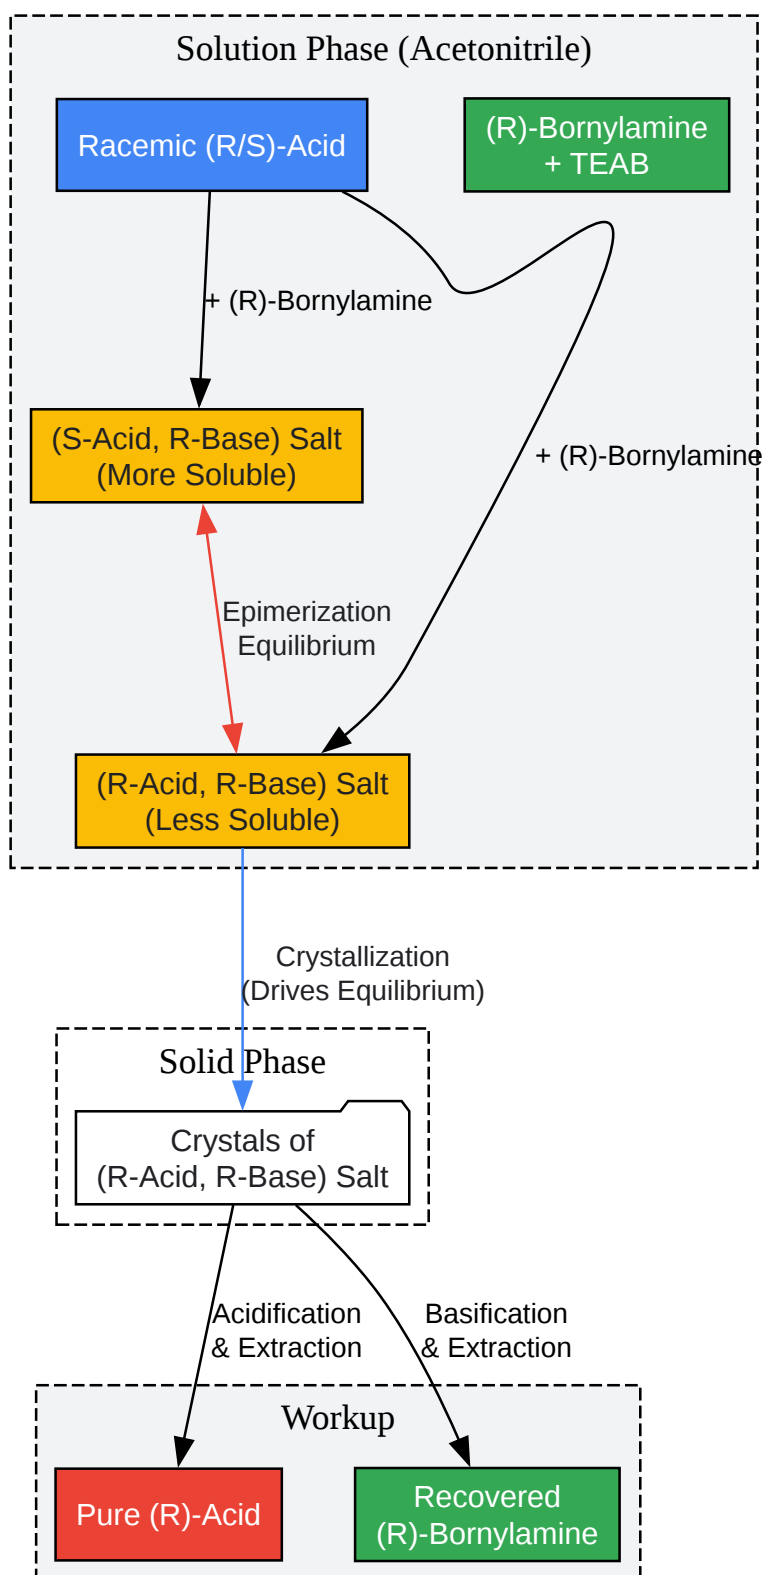 Solution Phase (Acetonitrile)
Racemic (R/S)-Acid
(R)-Bornylamine
+ TEAB
+ (R)-Bornylamine
(S-Acid, R-Base) Salt
(More Soluble)
+ (R)-Bornylamine
Epimerization
Equilibrium
(R-Acid, R-Base) Salt
(Less Soluble)
Crystallization
(Drives Equilibrium)
Solid Phase
Crystals of
(R-Acid, R-Base) Salt
Acidification
& Extraction
Basification
& Extraction
Workup
Pure (R)-Acid
Recovered
(R)-Bornylamine